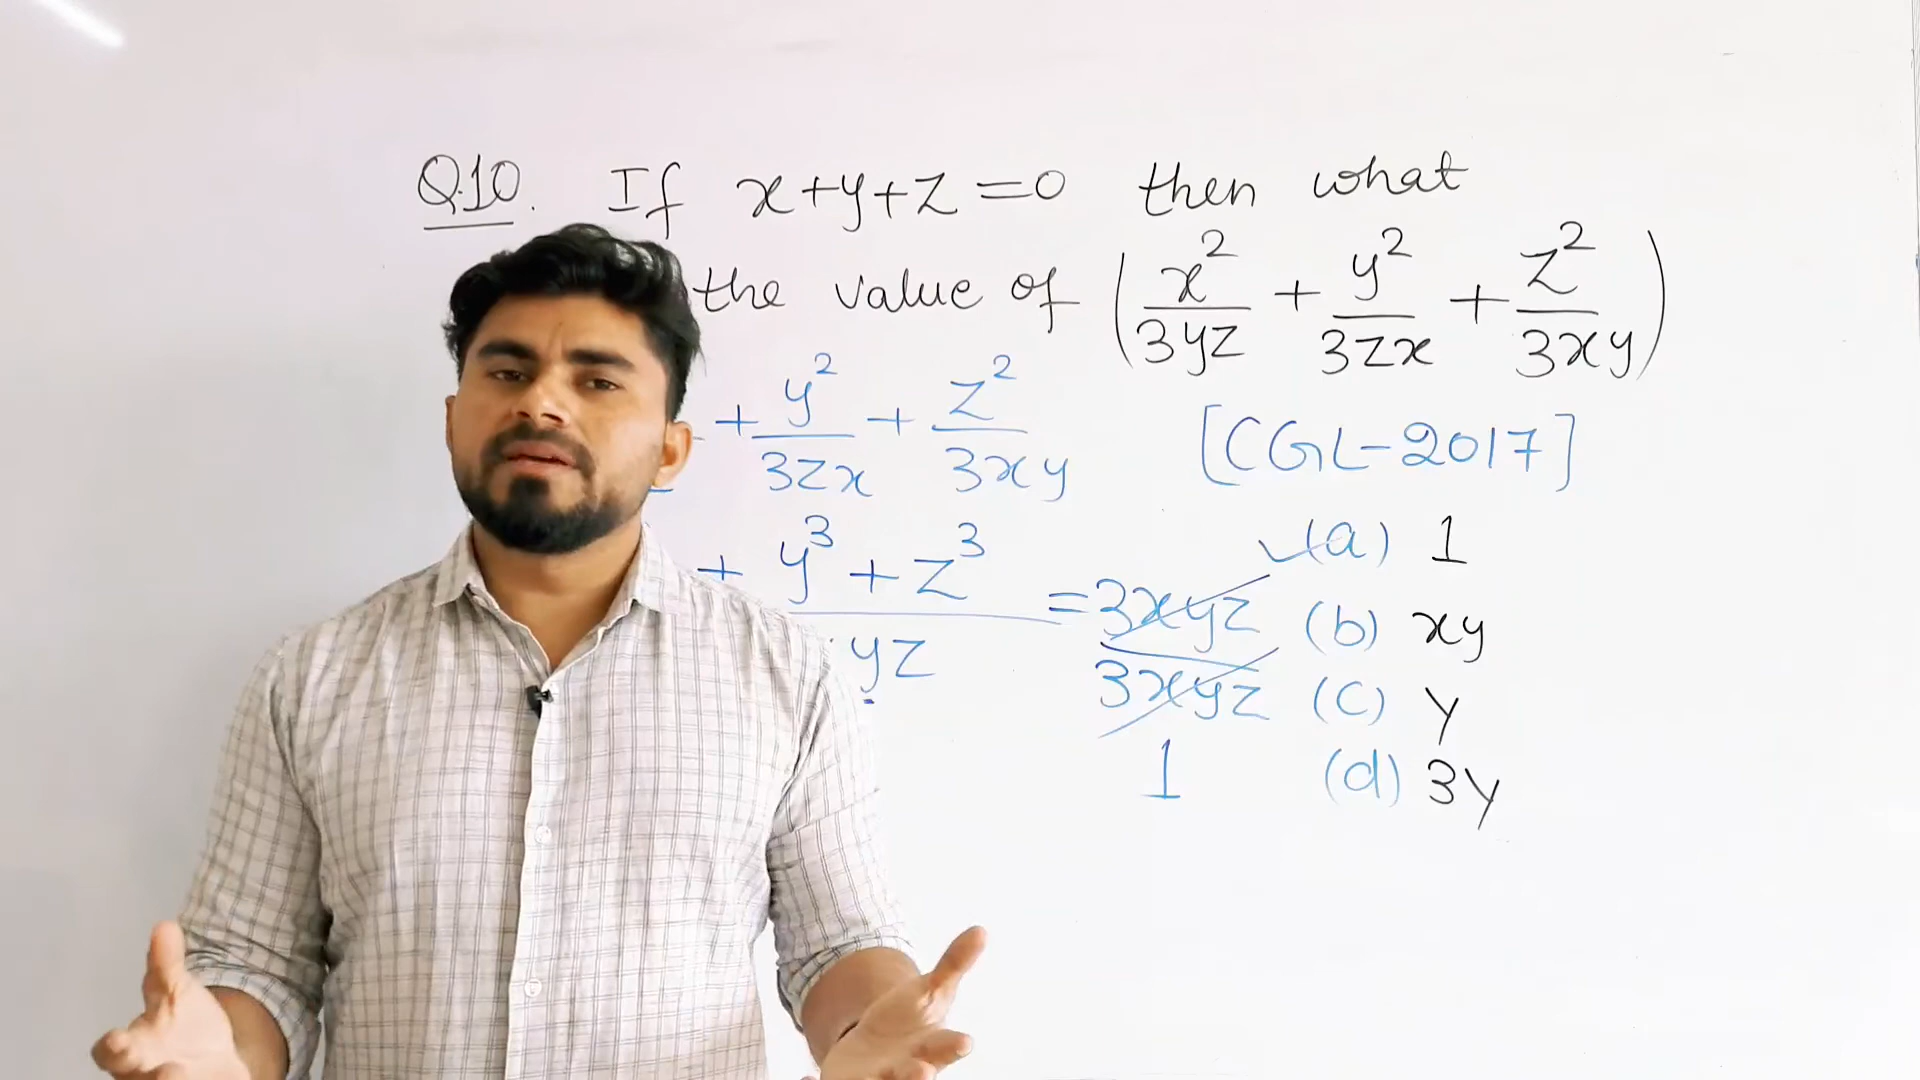 Q10. If x+y+z=0 then what
the value of (x²/3yz + y²/3zx + z²/3xy)
+ y²/3zx + z²/3xy
[CGL-2017]
+ y³ + z³
yz
= 3xyz/3xyz
1
✓(a) 1
(b) xy
(c) y
(d) 3y